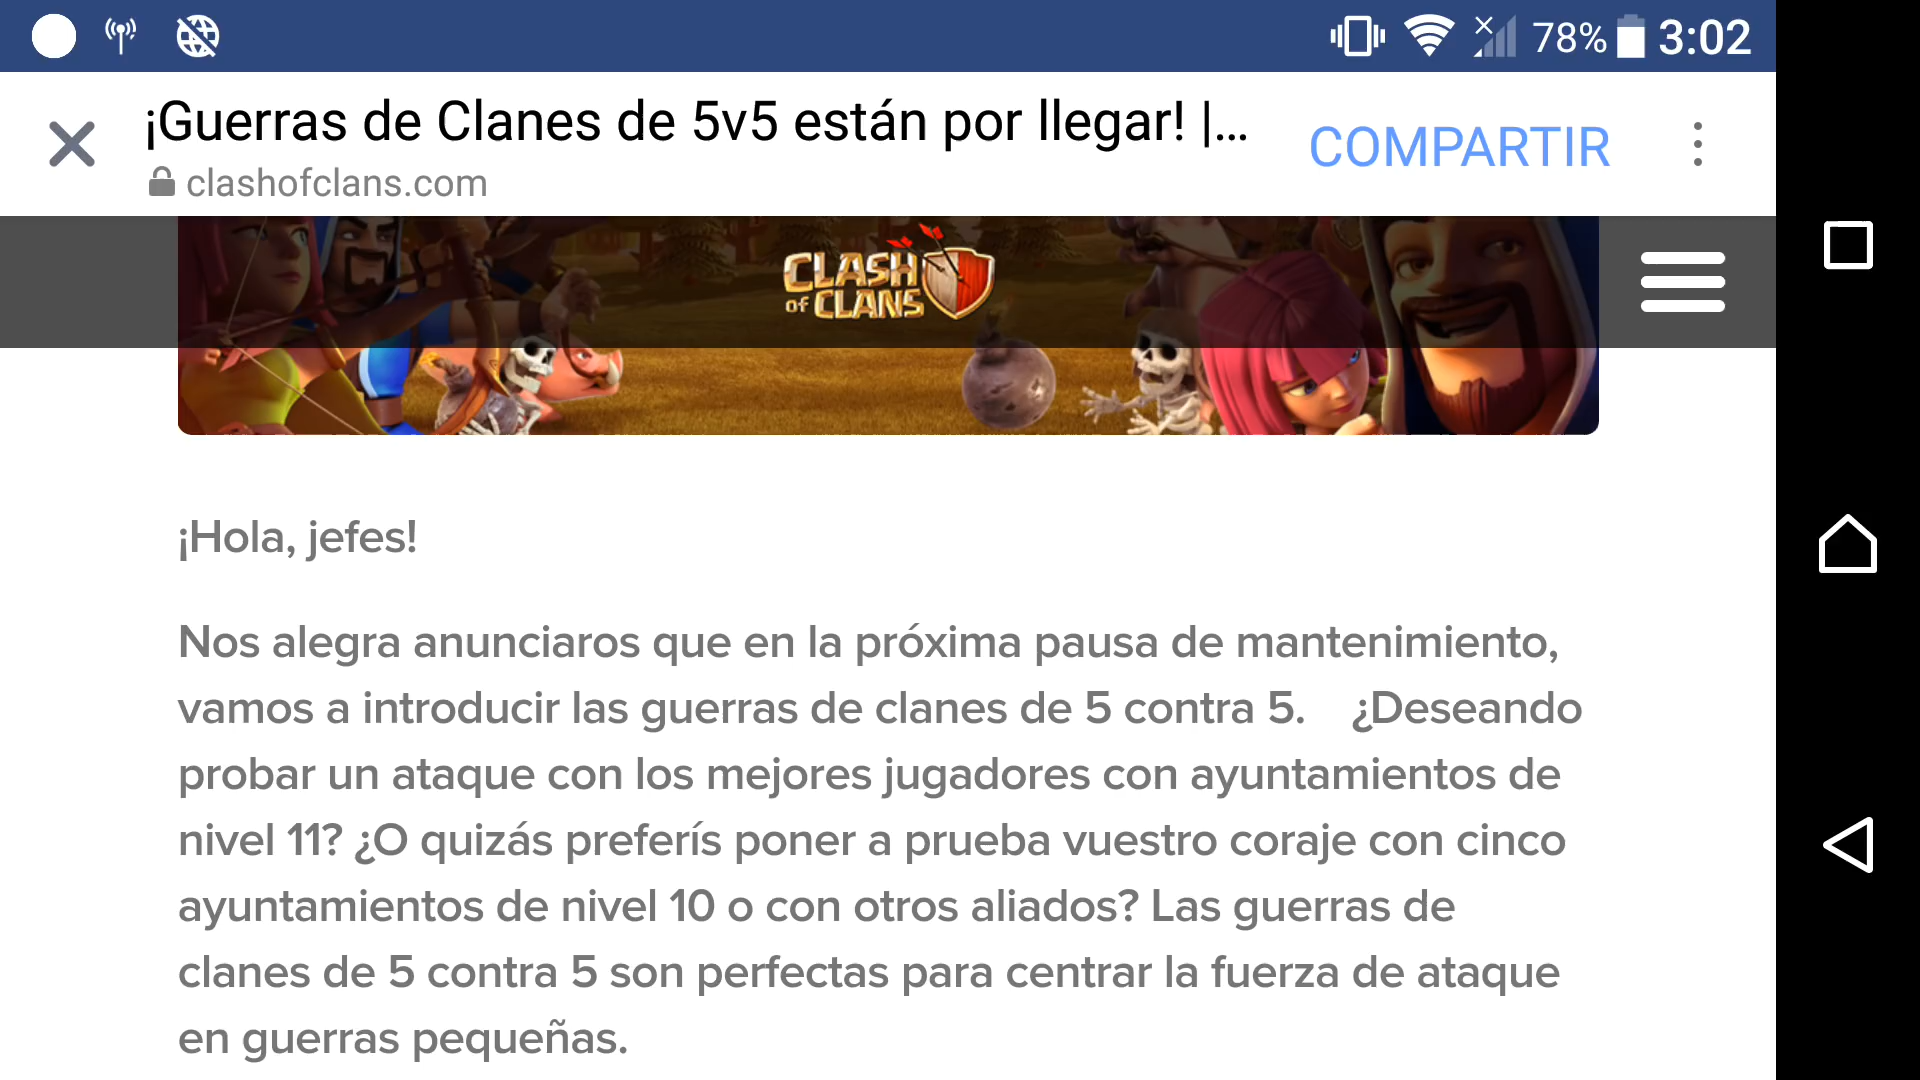 78% 3:02
¡Guerras de Clanes de 5v5 están por llegar! |...
COMPARTIR
clashofclans.com
CLASH
of CLANS
¡Hola, jefes!
Nos alegra anunciaros que en la próxima pausa de mantenimiento,
vamos a introducir las guerras de clanes de 5 contra 5. ¿Deseando
probar un ataque con los mejores jugadores con ayuntamientos de
nivel 11? ¿O quizás preferís poner a prueba vuestro coraje con cinco
ayuntamientos de nivel 10 o con otros aliados? Las guerras de
clanes de 5 contra 5 son perfectas para centrar la fuerza de ataque
en guerras pequeñas.